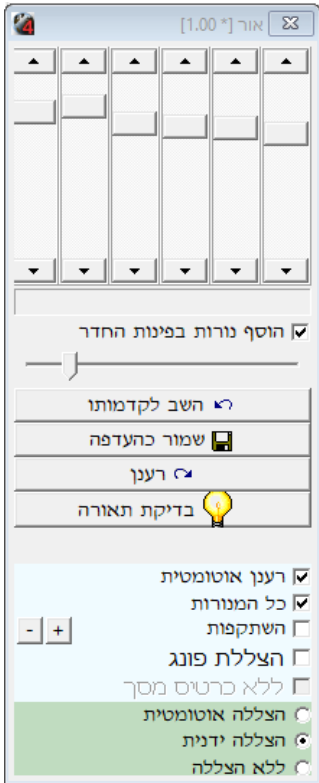 אור [* 1.00]
הוסף נורות בפינות החדר
השב לקדמותו
שמור כהעדפה
רענן
בדיקת תאורה
רענן אוטומטית
כל המנורות
השתקפות + -
הצללת פונג
ללא כרטיס מסך
הצללה אוטומטית
הצללה ידנית
ללא הצללה